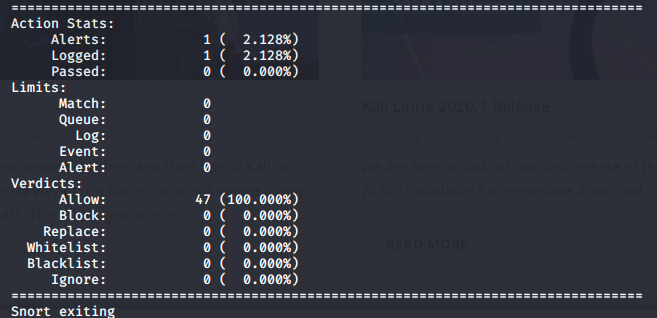 ===============================================================================
Action Stats:
     Alerts:            1 (  2.128%)
     Logged:            1 (  2.128%)
     Passed:            0 (  0.000%)
Limits:
      Match:            0
      Queue:            0
        Log:            0
      Event:            0
      Alert:            0
Verdicts:
      Allow:           47 (100.000%)
      Block:            0 (  0.000%)
    Replace:            0 (  0.000%)
  Whitelist:            0 (  0.000%)
  Blacklist:            0 (  0.000%)
     Ignore:            0 (  0.000%)
===============================================================================
Snort exiting
Kali Linux 2020.1 Release
We are here to kick off our first release of th
2020.1! Available for immediate download.
READ MORE